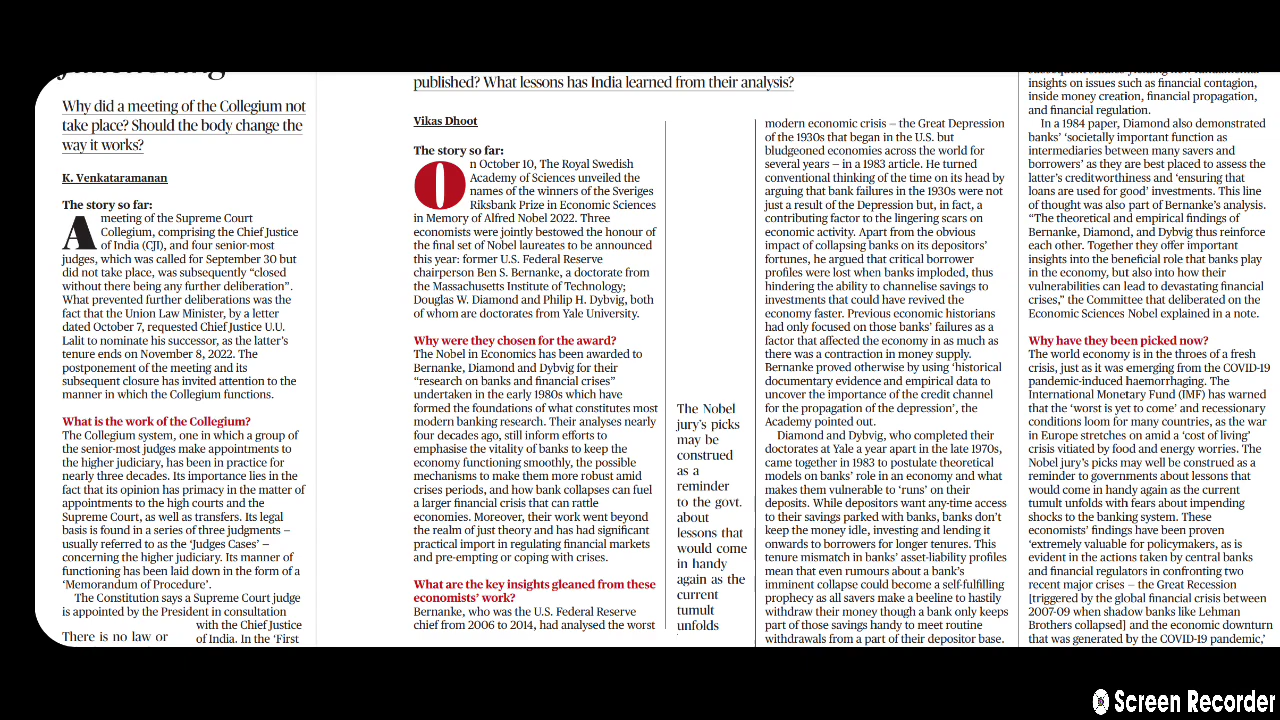 Why did a meeting of the Collegium not
take place? Should the body change the
way it works?
K. Venkataramanan
The story so far:
A meeting of the Supreme Court
Collegium, comprising the Chief Justice
of India (CJI), and four senior-most
judges, which was called for September 30 but
did not take place, was subsequently “closed
without there being any further deliberation”.
What prevented further deliberations was the
fact that the Union Law Minister, by a letter
dated October 7, requested Chief Justice U.U.
Lalit to nominate his successor, as the latter’s
tenure ends on November 8, 2022. The
postponement of the meeting and its
subsequent closure has invited attention to the
manner in which the Collegium functions.
What is the work of the Collegium?
The Collegium system, one in which a group of
the senior-most judges make appointments to
the higher judiciary, has been in practice for
nearly three decades. Its importance lies in the
fact that its opinion has primacy in the matter of
appointments to the high courts and the
Supreme Court, as well as transfers. Its legal
basis is found in a series of three judgments –
usually referred to as the ‘Judges Cases’ –
concerning the higher judiciary. Its manner of
functioning has been laid down in the form of a
‘Memorandum of Procedure’.
The Constitution says a Supreme Court judge
is appointed by the President in consultation
with the Chief Justice
of India. In the ‘First
There is no law or
published? What lessons has India learned from their analysis?
Vikas Dhoot
The story so far:
On October 10, The Royal Swedish
Academy of Sciences unveiled the
names of the winners of the Sveriges
Riksbank Prize in Economic Sciences
in Memory of Alfred Nobel 2022. Three
economists were jointly bestowed the honour of
the final set of Nobel laureates to be announced
this year: former U.S. Federal Reserve
chairperson Ben S. Bernanke, a doctorate from
the Massachusetts Institute of Technology;
Douglas W. Diamond and Philip H. Dybvig, both
of whom are doctorates from Yale University.
Why were they chosen for the award?
The Nobel in Economics has been awarded to
Bernanke, Diamond and Dybvig for their
“research on banks and financial crises”
undertaken in the early 1980s which have
formed the foundations of what constitutes most
modern banking research. Their analyses nearly
four decades ago, still inform efforts to
emphasise the vitality of banks to keep the
economy functioning smoothly, the possible
mechanisms to make them more robust amid
crises periods, and how bank collapses can fuel
a larger financial crisis that can rattle
economies. Moreover, their work went beyond
the realm of just theory and has had significant
practical import in regulating financial markets
and pre-empting or coping with crises.
What are the key insights gleaned from these
economists’ work?
Bernanke, who was the U.S. Federal Reserve
chief from 2006 to 2014, had analysed the worst
The Nobel
jury’s picks
may be
construed
as a
reminder
to the govt.
about
lessons that
would come
in handy
again as the
current
tumult
unfolds
modern economic crisis – the Great Depression
of the 1930s that began in the U.S. but
bludgeoned economies across the world for
several years – in a 1983 article. He turned
conventional thinking of the time on its head by
arguing that bank failures in the 1930s were not
just a result of the Depression but, in fact, a
contributing factor to the lingering scars on
economic activity. Apart from the obvious
impact of collapsing banks on its depositors’
fortunes, he argued that critical borrower
profiles were lost when banks imploded, thus
hindering the ability to channelise savings to
investments that could have revived the
economy faster. Previous economic historians
had only focused on those banks’ failures as a
factor that affected the economy in as much as
there was a contraction in money supply.
Bernanke proved otherwise by using ‘historical
documentary evidence and empirical data to
uncover the importance of the credit channel
for the propagation of the depression’, the
Academy pointed out.
Diamond and Dybvig, who completed their
doctorates at Yale a year apart in the late 1970s,
came together in 1983 to postulate theoretical
models on banks’ role in an economy and what
makes them vulnerable to ‘runs’ on their
deposits. While depositors want any-time access
to their savings parked with banks, banks don’t
keep the money idle, investing and lending it
onwards to borrowers for longer tenures. This
tenure mismatch in banks’ asset-liability profiles
mean that even rumours about a bank’s
imminent collapse could become a self-fulfilling
prophecy as all savers make a beeline to hastily
withdraw their money though a bank only keeps
part of those savings handy to meet routine
withdrawals from a part of their depositor base.
insights on issues such as financial contagion,
inside money creation, financial propagation,
and financial regulation.
In a 1984 paper, Diamond also demonstrated
banks’ ‘societally important function as
intermediaries between many savers and
borrowers’ as they are best placed to assess the
latter’s creditworthiness and ‘ensuring that
loans are used for good’ investments. This line
of thought was also part of Bernanke’s analysis.
“The theoretical and empirical findings of
Bernanke, Diamond, and Dybvig thus reinforce
each other. Together they offer important
insights into the beneficial role that banks play
in the economy, but also into how their
vulnerabilities can lead to devastating financial
crises,” the Committee that deliberated on the
Economic Sciences Nobel explained in a note.
Why have they been picked now?
The world economy is in the throes of a fresh
crisis, just as it was emerging from the COVID-19
pandemic-induced haemorrhaging. The
International Monetary Fund (IMF) has warned
that the ‘worst is yet to come’ and recessionary
conditions loom for many countries, as the war
in Europe stretches on amid a ‘cost of living’
crisis vitiated by food and energy worries. The
Nobel jury’s picks may well be construed as a
reminder to governments about lessons that
would come in handy again as the current
tumult unfolds with fears about impending
shocks to the banking system. These
economists’ findings have been proven
‘extremely valuable for policymakers, as is
evident in the actions taken by central banks
and financial regulators in confronting two
recent major crises – the Great Recession
[triggered by the global financial crisis between
2007-09 when shadow banks like Lehman
Brothers collapsed] and the economic downturn
that was generated by the COVID-19 pandemic,’
Screen Recorder